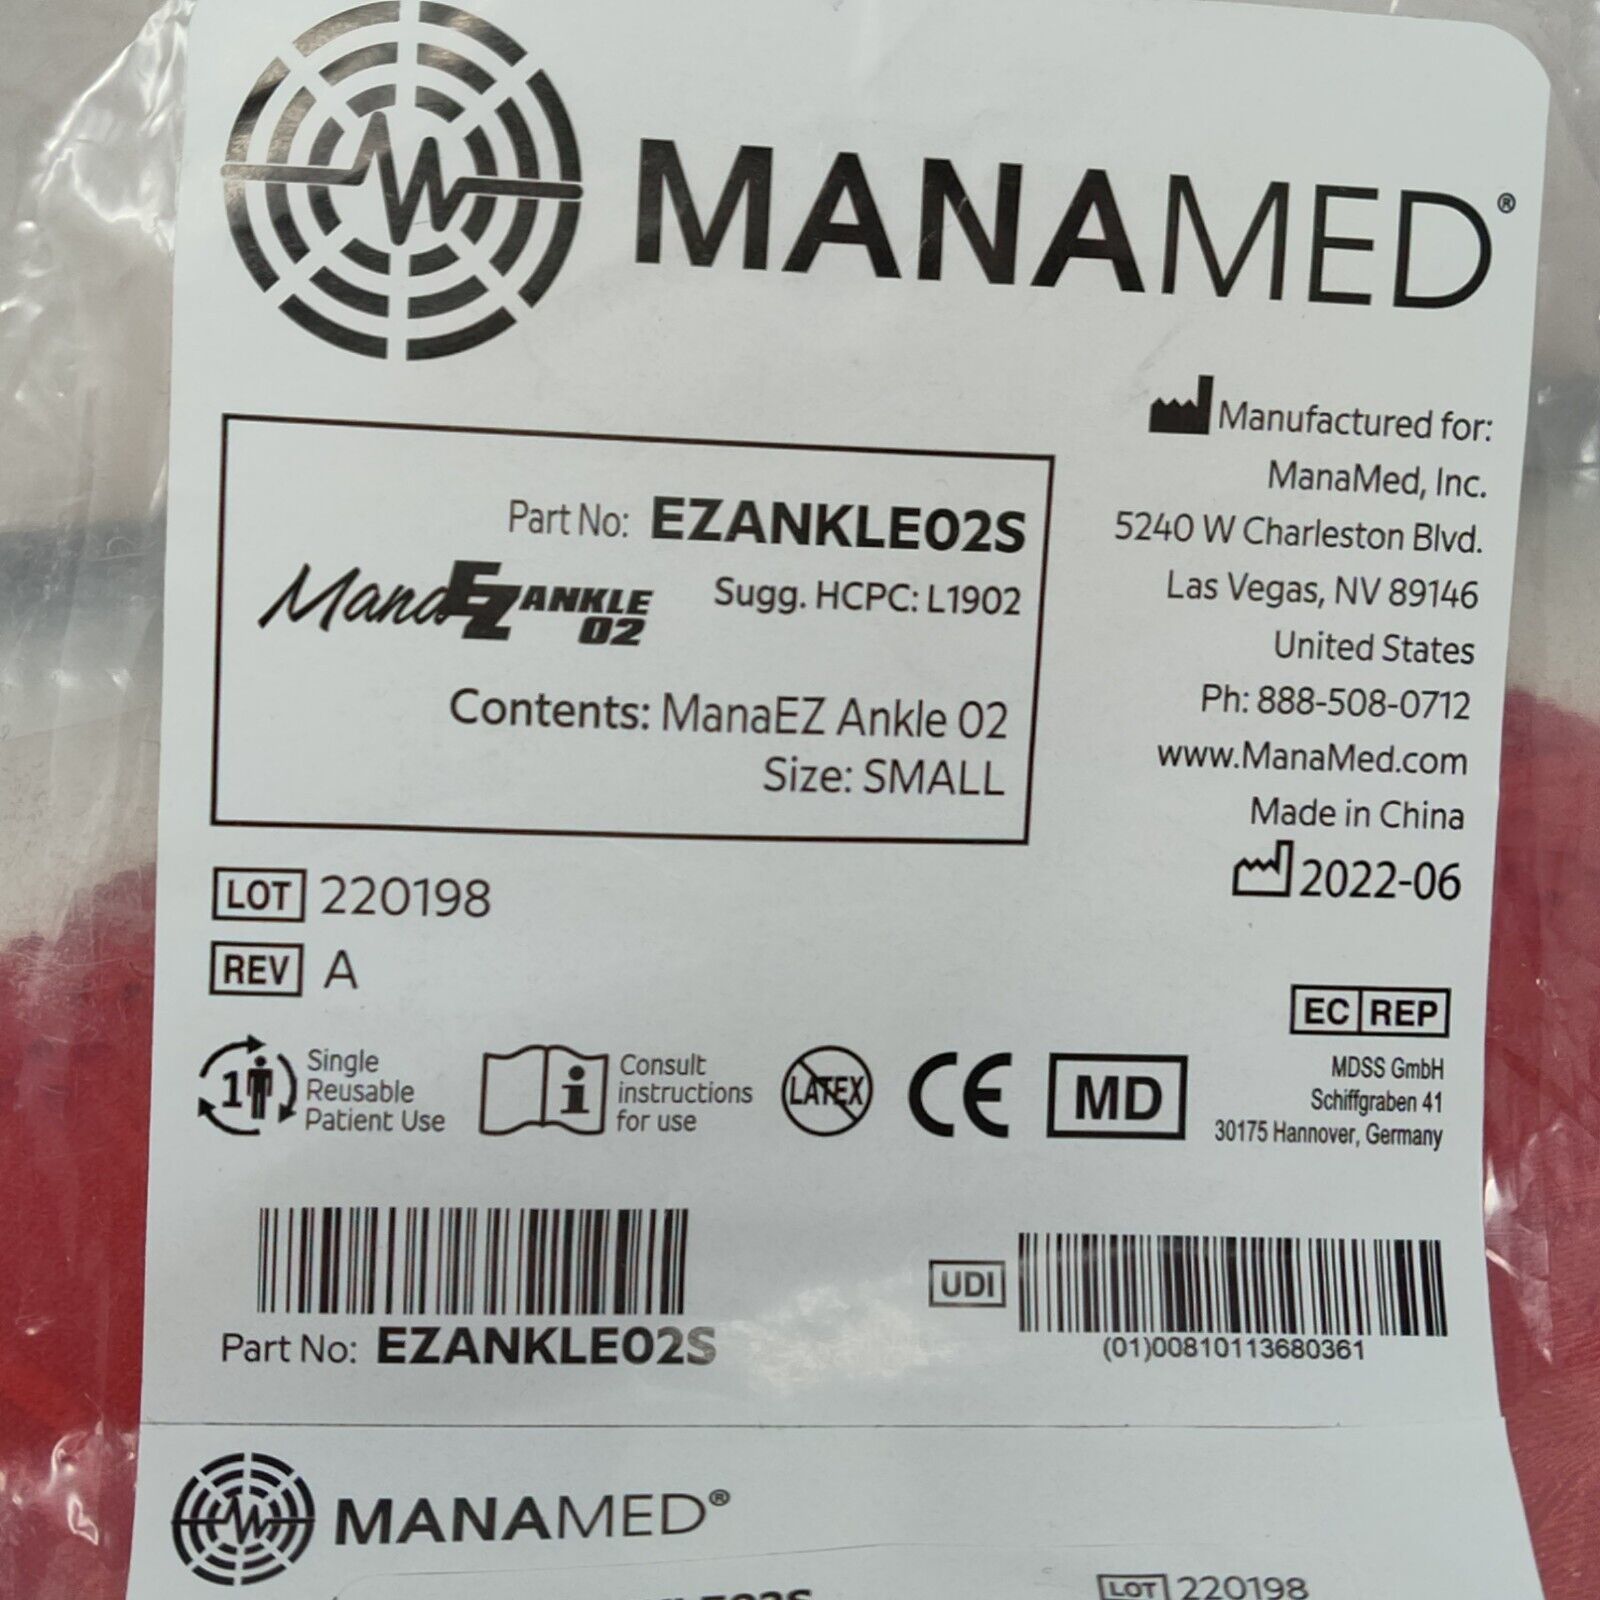 MANAMED®
Manufactured for:
ManaMed, Inc.
5240 W Charleston Blvd.
Las Vegas, NV 89146
United States
Ph: 888-508-0712
www.ManaMed.com
Made in China
2022-06
Part No: EZANKLE02S
ManaEZ ANKLE
02
Sugg. HCPC: L1902
Contents: ManaEZ Ankle 02
Size: SMALL
LOT 220198
REV A
EC REP
MDSS GmbH
Schiffgraben 41
30175 Hannover, Germany
1
Single
Reusable
Patient Use
Consult
instructions
for use
LATEX
CE
MD
Part No: EZANKLE02S
UDI
(01)00810113680361
MANAMED®
LOT 220198